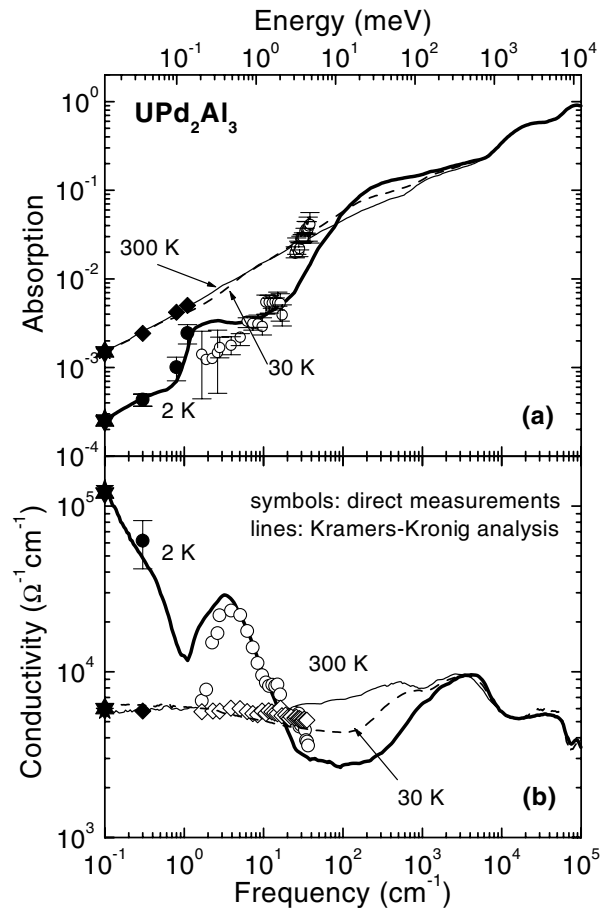 Energy (meV)
10⁻¹ 10⁰ 10¹ 10² 10³ 10⁴
10⁰
UPd₂Al₃
10⁻¹
Absorption
300 K
10⁻²
30 K
10⁻³
2 K
(a)
10⁻⁴
10⁵
symbols: direct measurements
lines: Kramers-Kronig analysis
2 K
Conductivity (Ω⁻¹cm⁻¹)
300 K
10⁴
30 K
(b)
10³
10⁻¹ 10⁰ 10¹ 10² 10³ 10⁴ 10⁵
Frequency (cm⁻¹)